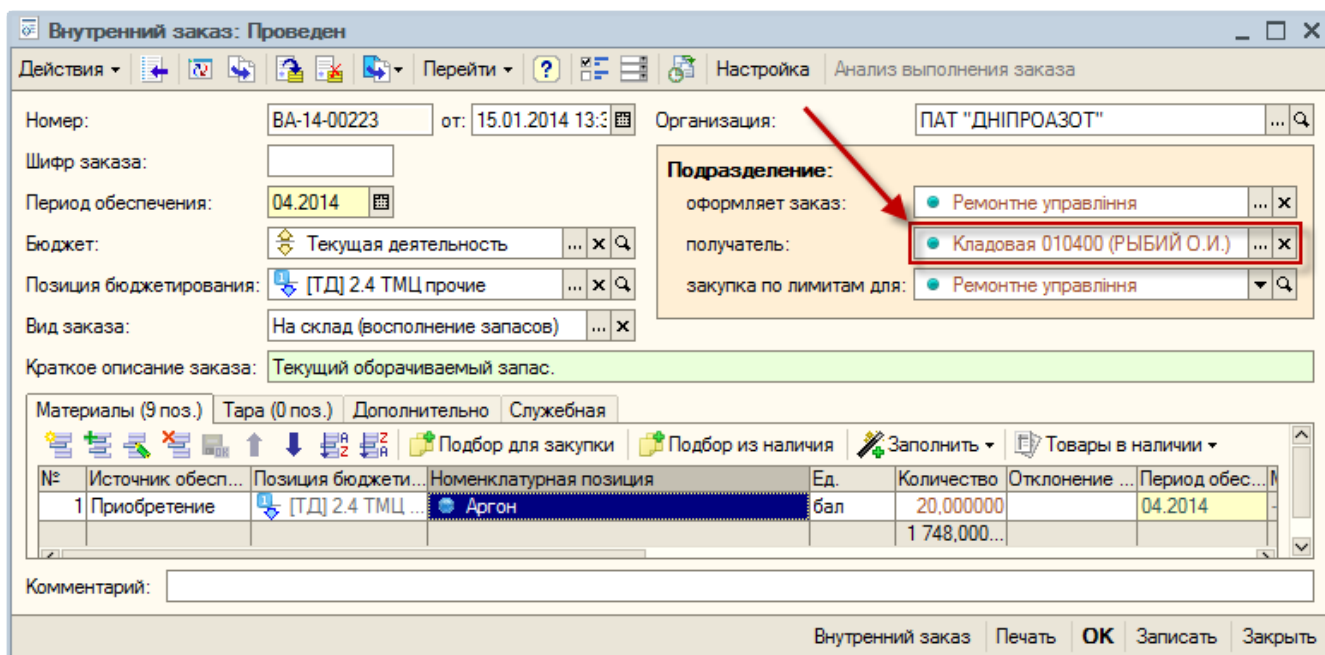 Внутренний заказ: Проведен
Действия Перейти ? Настройка Анализ выполнения заказа
Номер: ВА-14-00223 от: 15.01.2014 13:3 Организация: ПАТ "ДНІПРОАЗОТ" ...
Шифр заказа: Подразделение:
Период обеспечения: 04.2014 оформляет заказ: Ремонтне управління ... x
Бюджет: Текущая деятельность ... x получатель: Кладовая 010400 (РЫБИЙ О.И.) ... x
Позиция бюджетирования: [ТД] 2.4 ТМЦ прочие ... x закупка по лимитам для: Ремонтне управління
Вид заказа: На склад (восполнение запасов) ... x
Краткое описание заказа: Текущий оборачиваемый запас.
Материалы (9 поз.) Тара (0 поз.) Дополнительно Служебная
Подбор для закупки Подбор из наличия Заполнить Товары в наличии
№ Источник обесп... Позиция бюджети... Номенклатурная позиция Ед. Количество Отклонение ... Период обес...
1 Приобретение [ТД] 2.4 ТМЦ ... Аргон бал 20,000000 04.2014
1 748,000...
Комментарий:
Внутренний заказ Печать OK Записать Закрыть